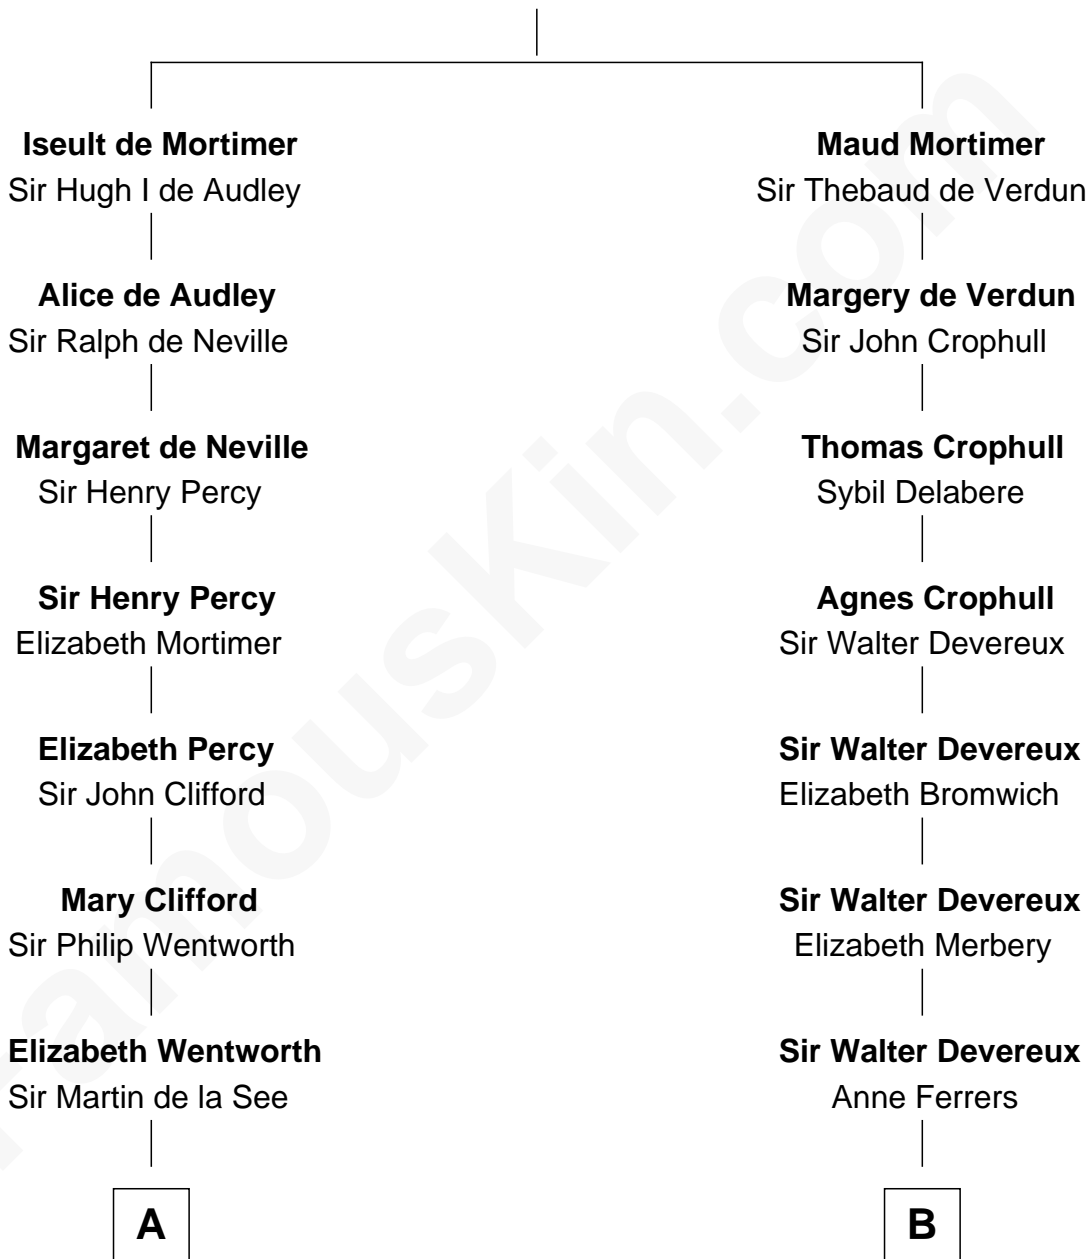 Iseult de Mortimer
Sir Hugh I de Audley
Maud Mortimer
Sir Thebaud de Verdun
Alice de Audley
Sir Ralph de Neville
Margery de Verdun
Sir John Crophull
Margaret de Neville
Sir Henry Percy
Thomas Crophull
Sybil Delabere
Sir Henry Percy
Elizabeth Mortimer
Agnes Crophull
Sir Walter Devereux
Elizabeth Percy
Sir John Clifford
Sir Walter Devereux
Elizabeth Bromwich
Mary Clifford
Sir Philip Wentworth
Sir Walter Devereux
Elizabeth Merbery
Elizabeth Wentworth
Sir Martin de la See
Sir Walter Devereux
Anne Ferrers
A
B
FamousKin.com